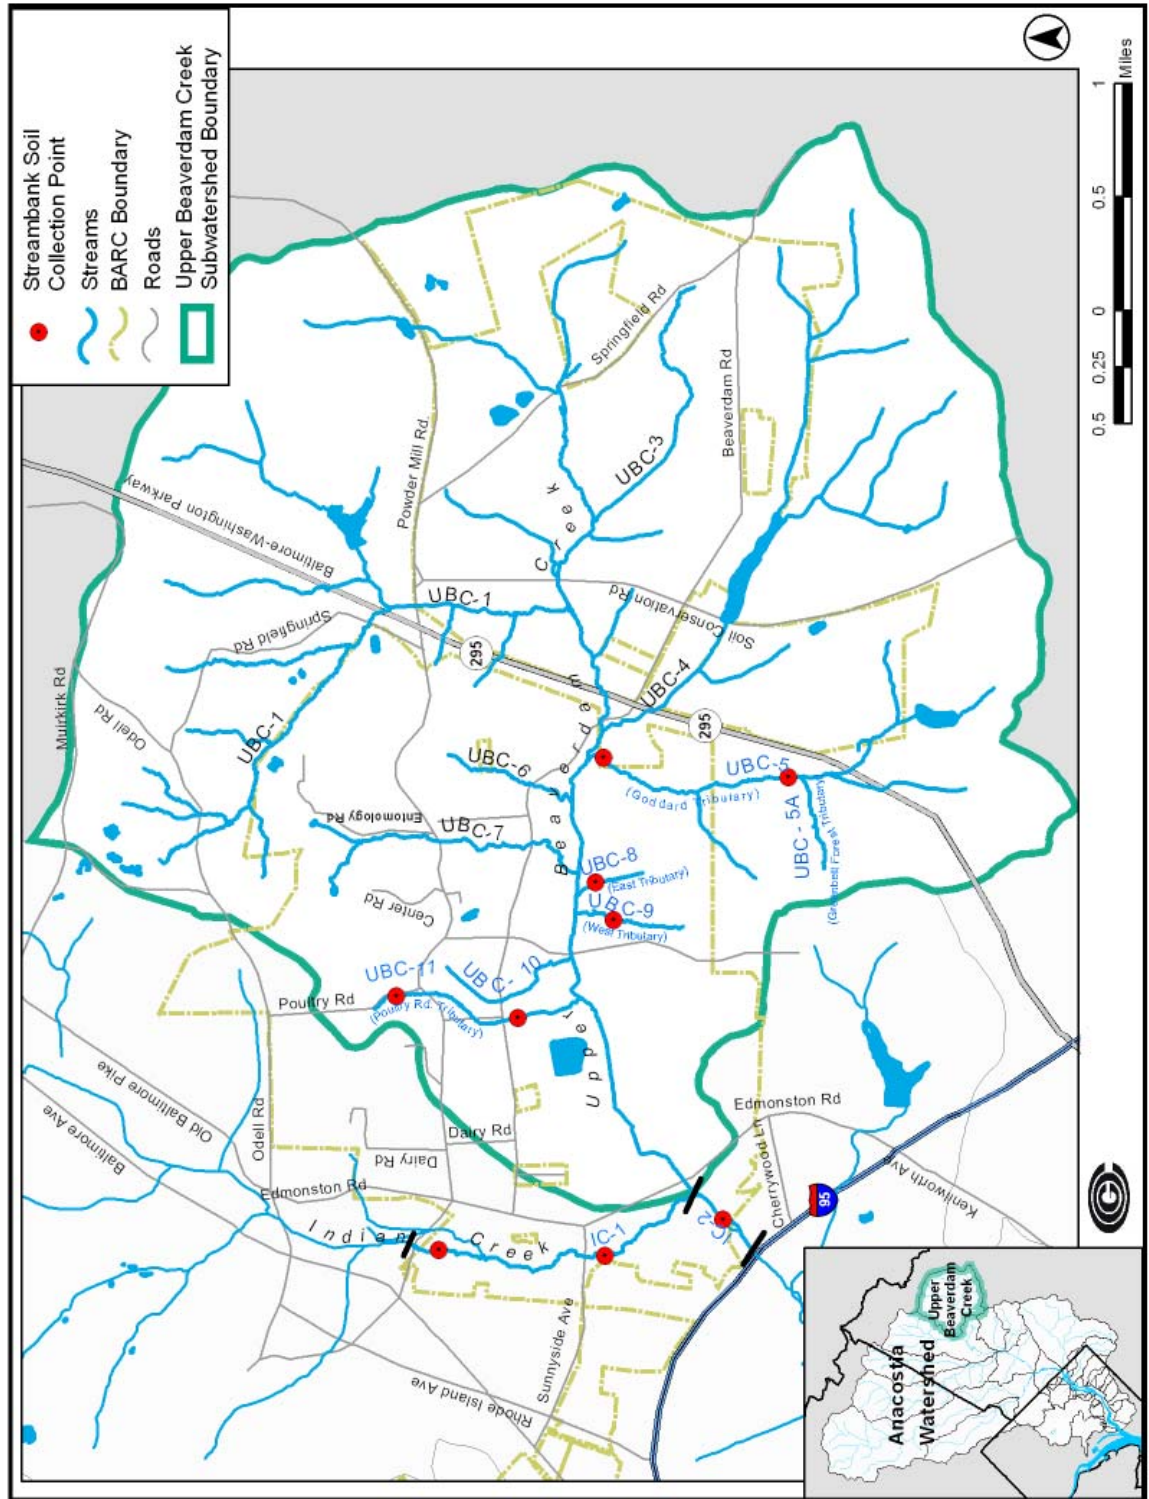 Streambank Soil
Collection Point
Streams
BARC Boundary
Roads
Upper Beaverdam Creek
Subwatershed Boundary
0.5
0.25
0
0.5
1
Miles
Muirkirk Rd
Odell Rd
Springfield Rd
Baltimore-Washington Parkway
Powder Mill Rd.
Springfield Rd
Beaverdam Rd
Soil Conservation Rd
UBC-1
UBC-1
UBC-3
UBC-4
295
295
UBC-5
(Goddard Tributary)
UBC - 5A
(Greenbelt Forest Tributary)
UBC-6
UBC-7
UBC-8
(East Tributary)
UBC-9
(West Tributary)
UBC - 10
UBC-11
(Poultry Rd. Tributary)
Upper Beaverdam Creek
Entomology Rd
Center Rd
Poultry Rd
Odell Rd
Old Baltimore Pike
Baltimore Ave
Edmonston Rd
Dairy Rd
Dairy Rd
Indian Creek
IC-1
IC-2
Sunnyside Ave
Rhode Island Ave
Edmonston Rd
Cherrywood Ln
Kenilworth Ave
95
Anacostia
Watershed
Upper
Beaverdam
Creek